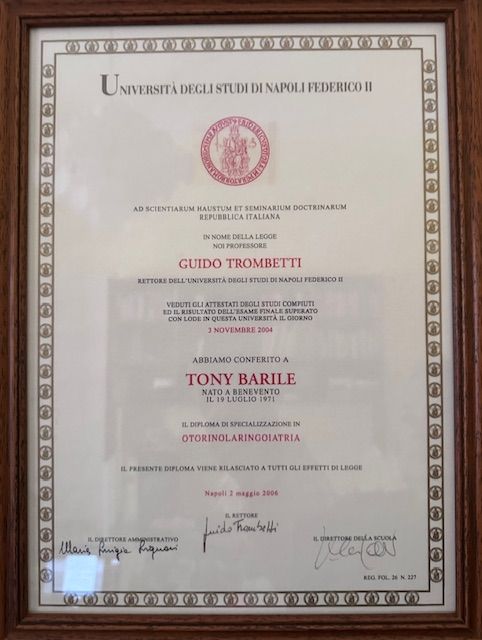 UNIVERSITÀ DEGLI STUDI DI NAPOLI FEDERICO II
AD SCIENTIARUM HAUSTUM ET SEMINARIUM DOCTRINARUM
REPUBBLICA ITALIANA
IN NOME DELLA LEGGE
NOI PROFESSORE
GUIDO TROMBETTI
RETTORE DELL'UNIVERSITÀ DEGLI STUDI DI NAPOLI FEDERICO II
VEDUTI GLI ATTESTATI DEGLI STUDI COMPIUTI
ED IL RISULTATO DELL'ESAME FINALE SUPERATO
CON LODE IN QUESTA UNIVERSITÀ IL GIORNO
3 NOVEMBRE 2004
ABBIAMO CONFERITO A
TONY BARILE
NATO A BENEVENTO
IL 19 LUGLIO 1971
IL DIPLOMA DI SPECIALIZZAZIONE IN
OTORINOLARINGOIATRIA
IL PRESENTE DIPLOMA VIENE RILASCIATO A TUTTI GLI EFFETTI DI LEGGE
Napoli 2 maggio 2006
IL RETTORE
Guido Trombetti
IL DIRETTORE AMMINISTRATIVO
Maria Luigia
IL DIRETTORE DELLA SCUOLA
REG. FOL. 26 N. 227